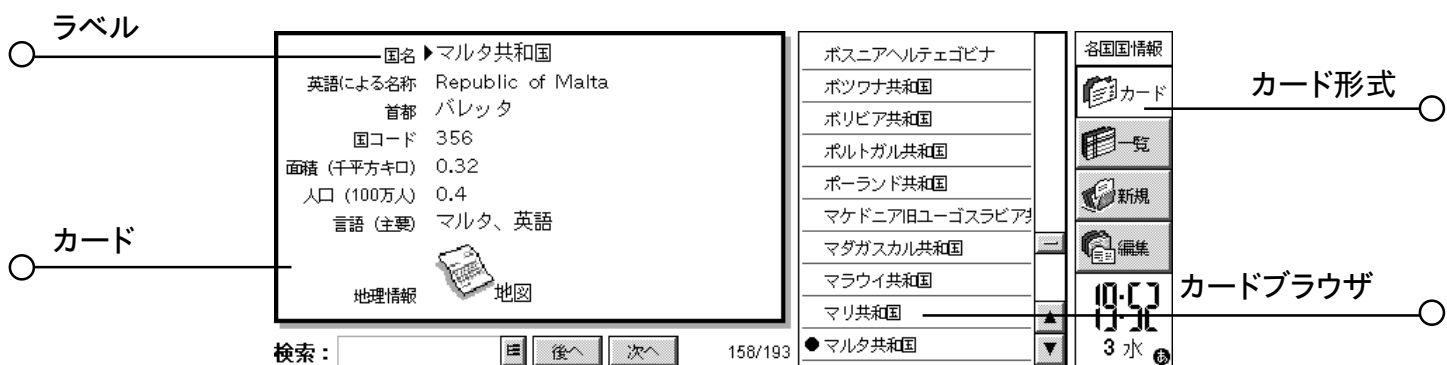 ラベル
国名 ▶マルタ共和国
英語による名称 Republic of Malta
首都 バレッタ
国コード 356
面積（千平方キロ） 0.32
人口（100万人） 0.4
言語（主要） マルタ、英語
カード
地理情報 地図
検索： 後へ 次へ 158/193
ボスニアヘルテェゴビナ
ボツワナ共和国
ボリビア共和国
ポルトガル共和国
ポーランド共和国
マケドニア旧ユーゴスラビア
マダガスカル共和国
マラウイ共和国
マリ共和国
●マルタ共和国
各国国情報
カード
一覧
新規
編集
3 水 あ
カード形式
カードブラウザ